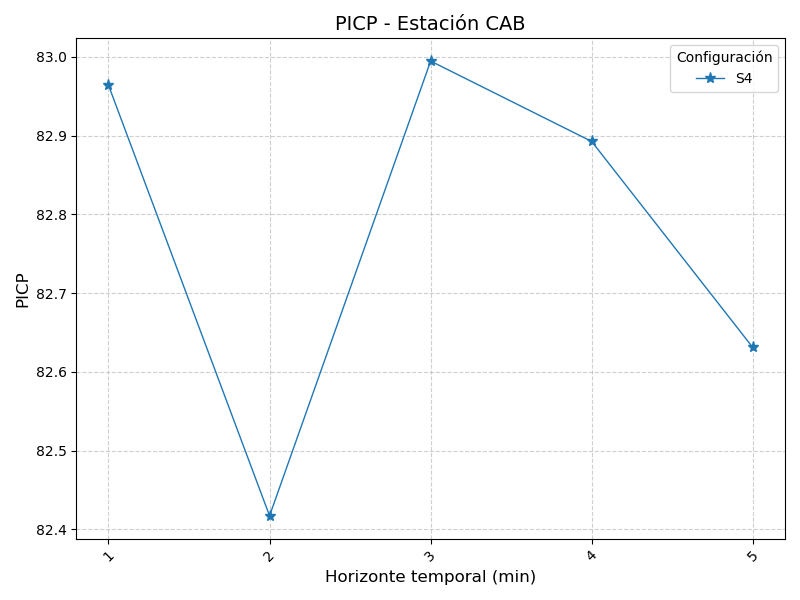 PICP - Estación CAB
Configuración
S4
83.0
82.9
82.8
82.7
82.6
82.5
82.4
PICP
1
2
3
4
5
Horizonte temporal (min)